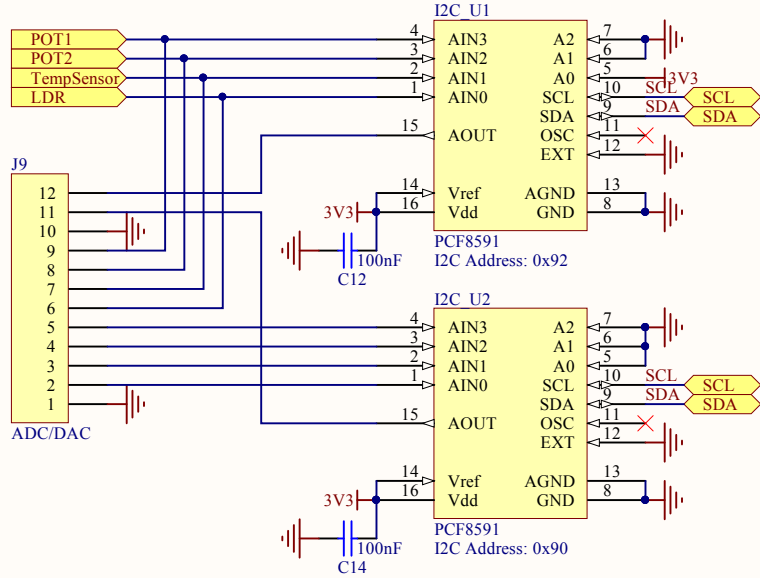 I2C_U1
POT1
POT2
TempSensor
LDR
4 AIN3
3 AIN2
2 AIN1
1 AIN0
15 AOUT
14 Vref
16 Vdd
A2 7
A1 6
A0 5
3V3
SCL 10 SCL SCL
SDA 9 SDA SDA
OSC 11
EXT 12
AGND 13
GND 8
3V3
100nF
C12
PCF8591
I2C Address: 0x92
J9
12
11
10
9
8
7
6
5
4
3
2
1
ADC/DAC
I2C_U2
4 AIN3
3 AIN2
2 AIN1
1 AIN0
15 AOUT
14 Vref
16 Vdd
A2 7
A1 6
A0 5
SCL 10 SCL SCL
SDA 9 SDA SDA
OSC 11
EXT 12
AGND 13
GND 8
3V3
100nF
C14
PCF8591
I2C Address: 0x90